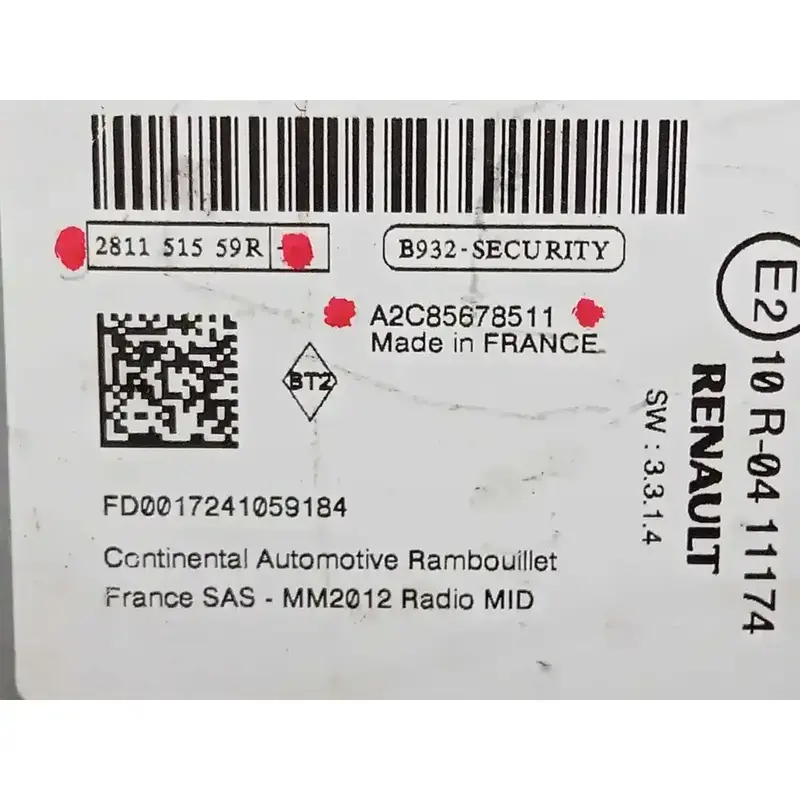 2811 515 59R
B932-SECURITY
A2C85678511
Made in FRANCE
BT2
FD0017241059184
Continental Automotive Rambouillet
France SAS - MM2012 Radio MID
SW : 3.3.1.4
RENAULT
E2
10 R-04 11174